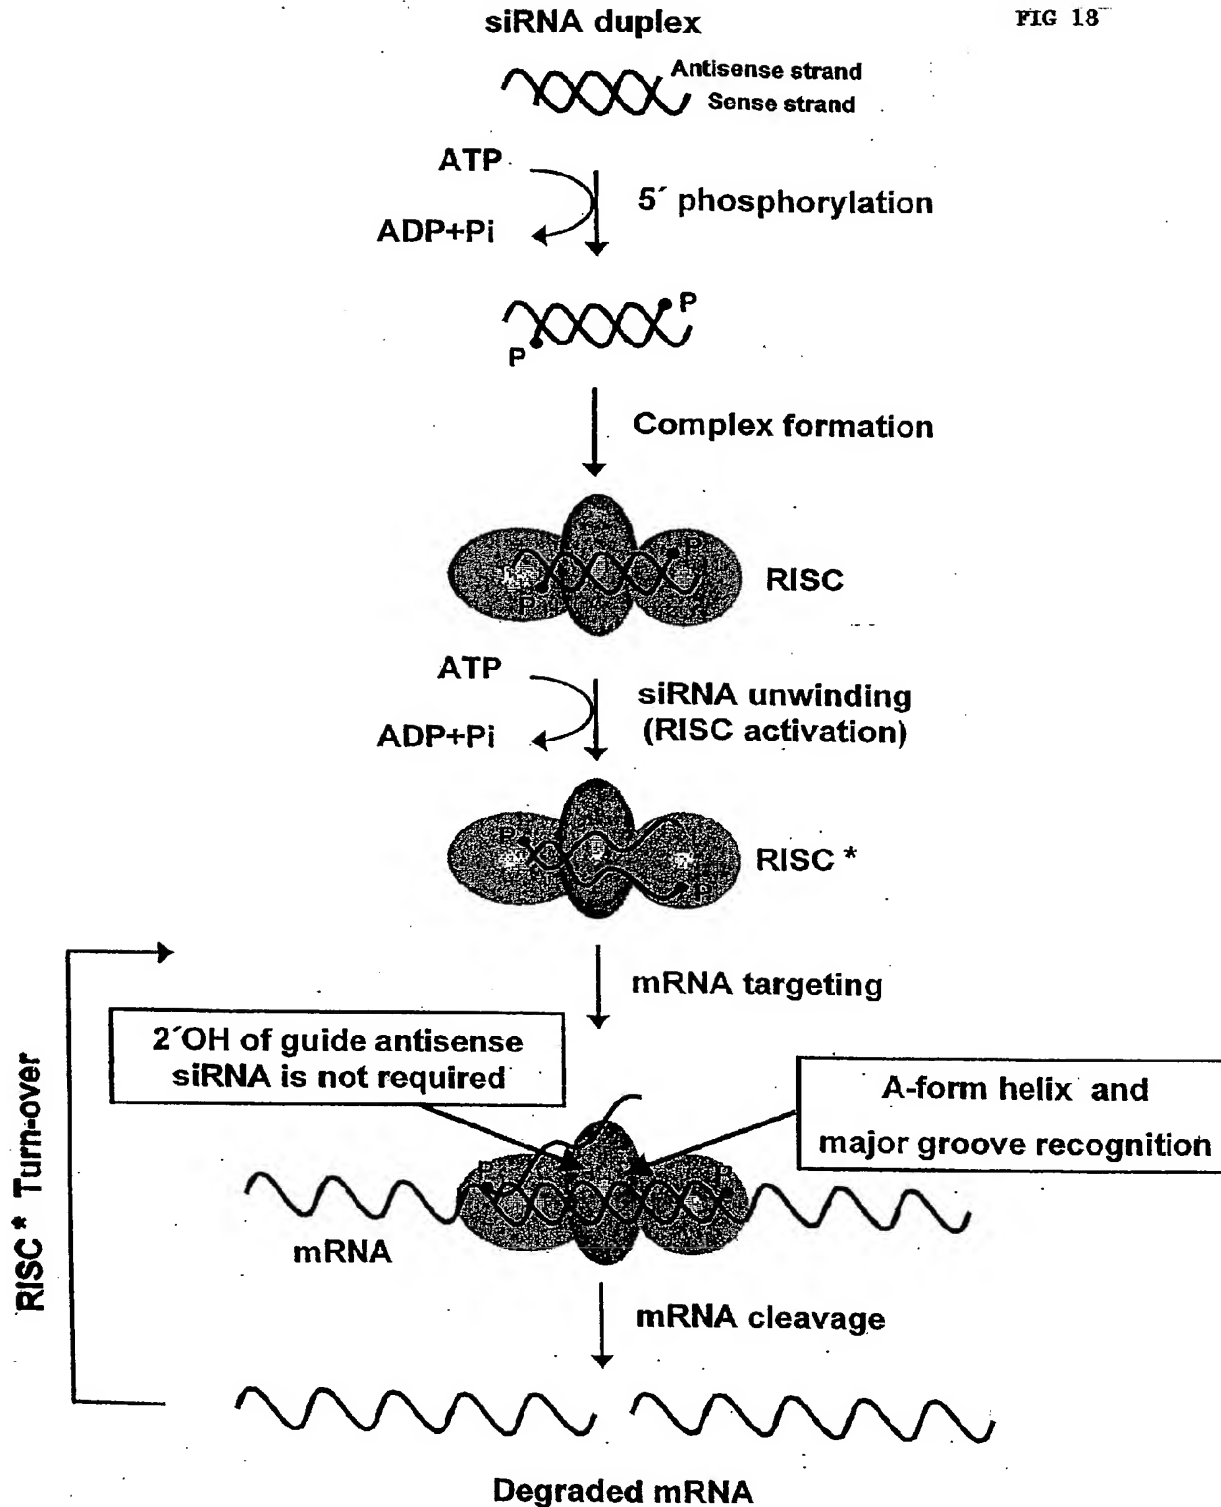 siRNA duplex
FIG 18
Antisense strand
Sense strand
ATP
5´ phosphorylation
ADP+Pi
P
P
Complex formation
P
P
RISC
ATP
siRNA unwinding
(RISC activation)
ADP+Pi
P
P
RISC *
mRNA targeting
2´OH of guide antisense
siRNA is not required
A-form helix and
major groove recognition
RISC * Turn-over
P
P
mRNA
mRNA cleavage
Degraded mRNA